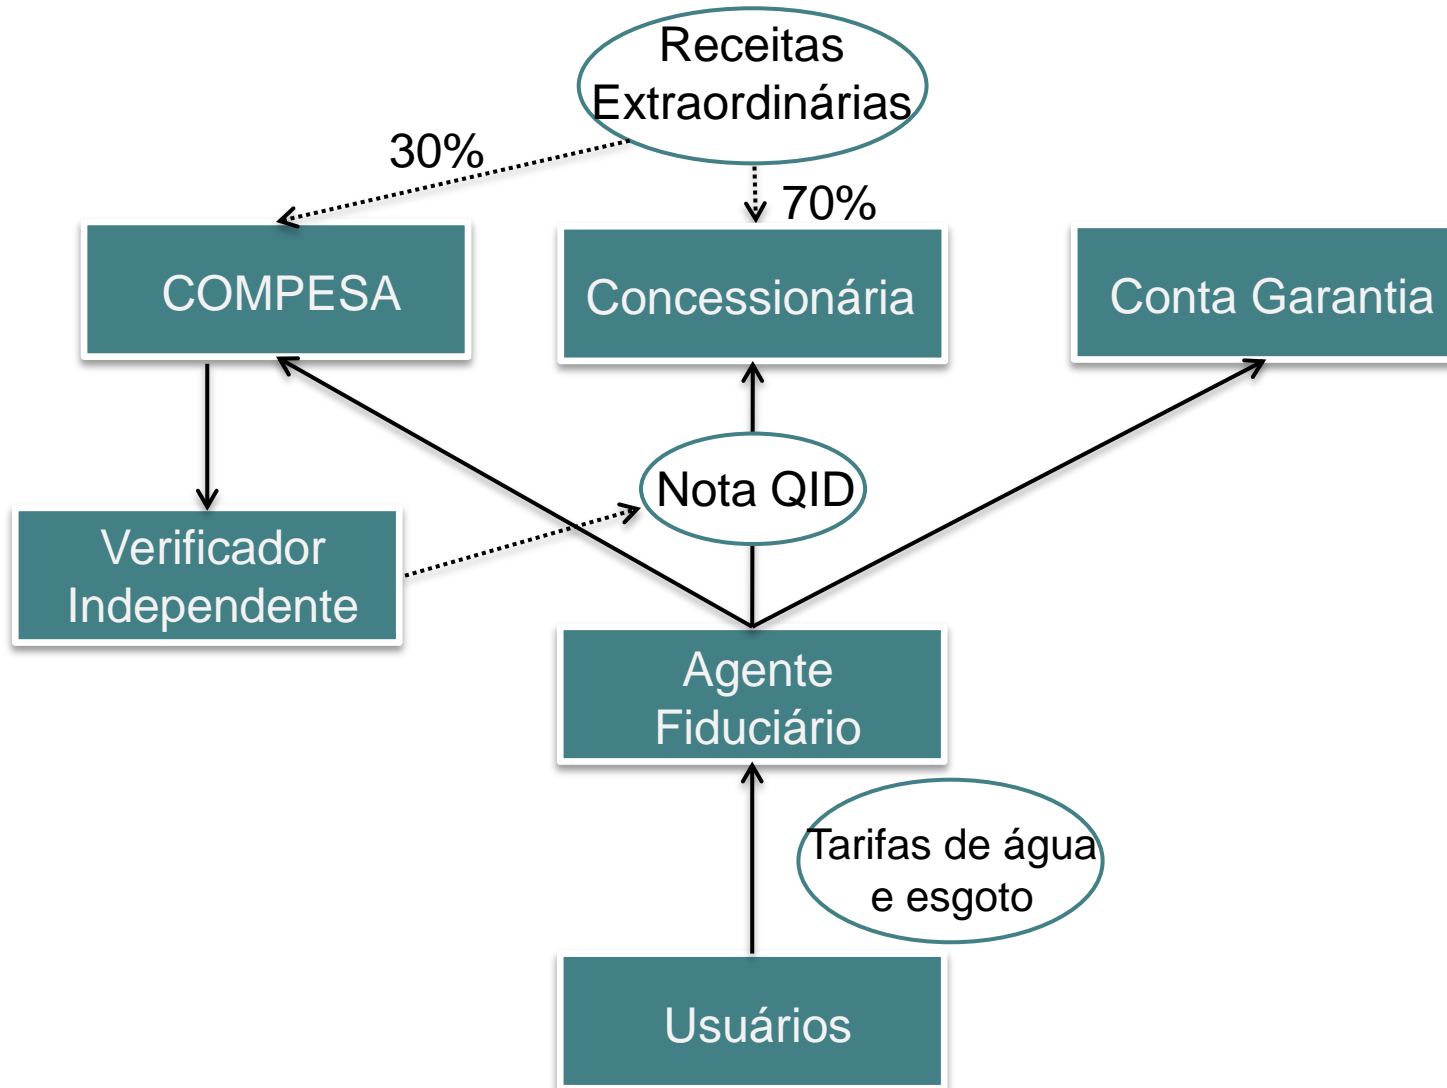 Receitas
Extraordinárias
30%
70%
COMPESA
Concessionária
Conta Garantia
Nota QID
Verificador
Independente
Agente
Fiduciário
Tarifas de água
e esgoto
Usuários